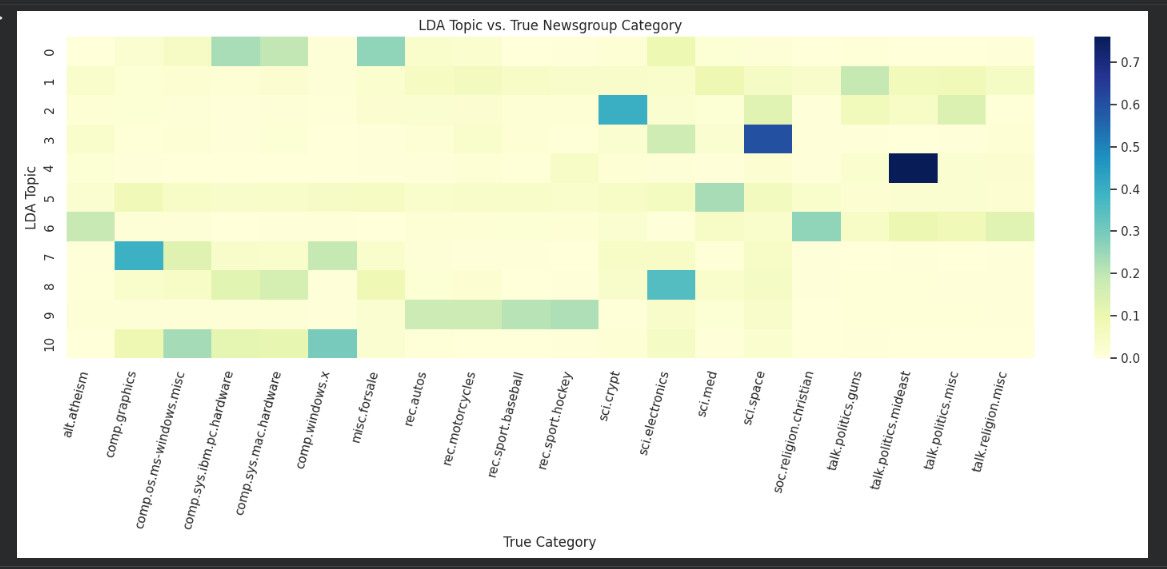 LDA Topic vs. True Newsgroup Category
LDA Topic
0
1
2
3
4
5
6
7
8
9
10
alt.atheism
comp.graphics
comp.os.ms-windows.misc
comp.sys.ibm.pc.hardware
comp.sys.mac.hardware
comp.windows.x
misc.forsale
rec.autos
rec.motorcycles
rec.sport.baseball
rec.sport.hockey
sci.crypt
sci.electronics
sci.med
sci.space
soc.religion.christian
talk.politics.guns
talk.politics.mideast
talk.politics.misc
talk.religion.misc
True Category
0.7
0.6
0.5
0.4
0.3
0.2
0.1
0.0